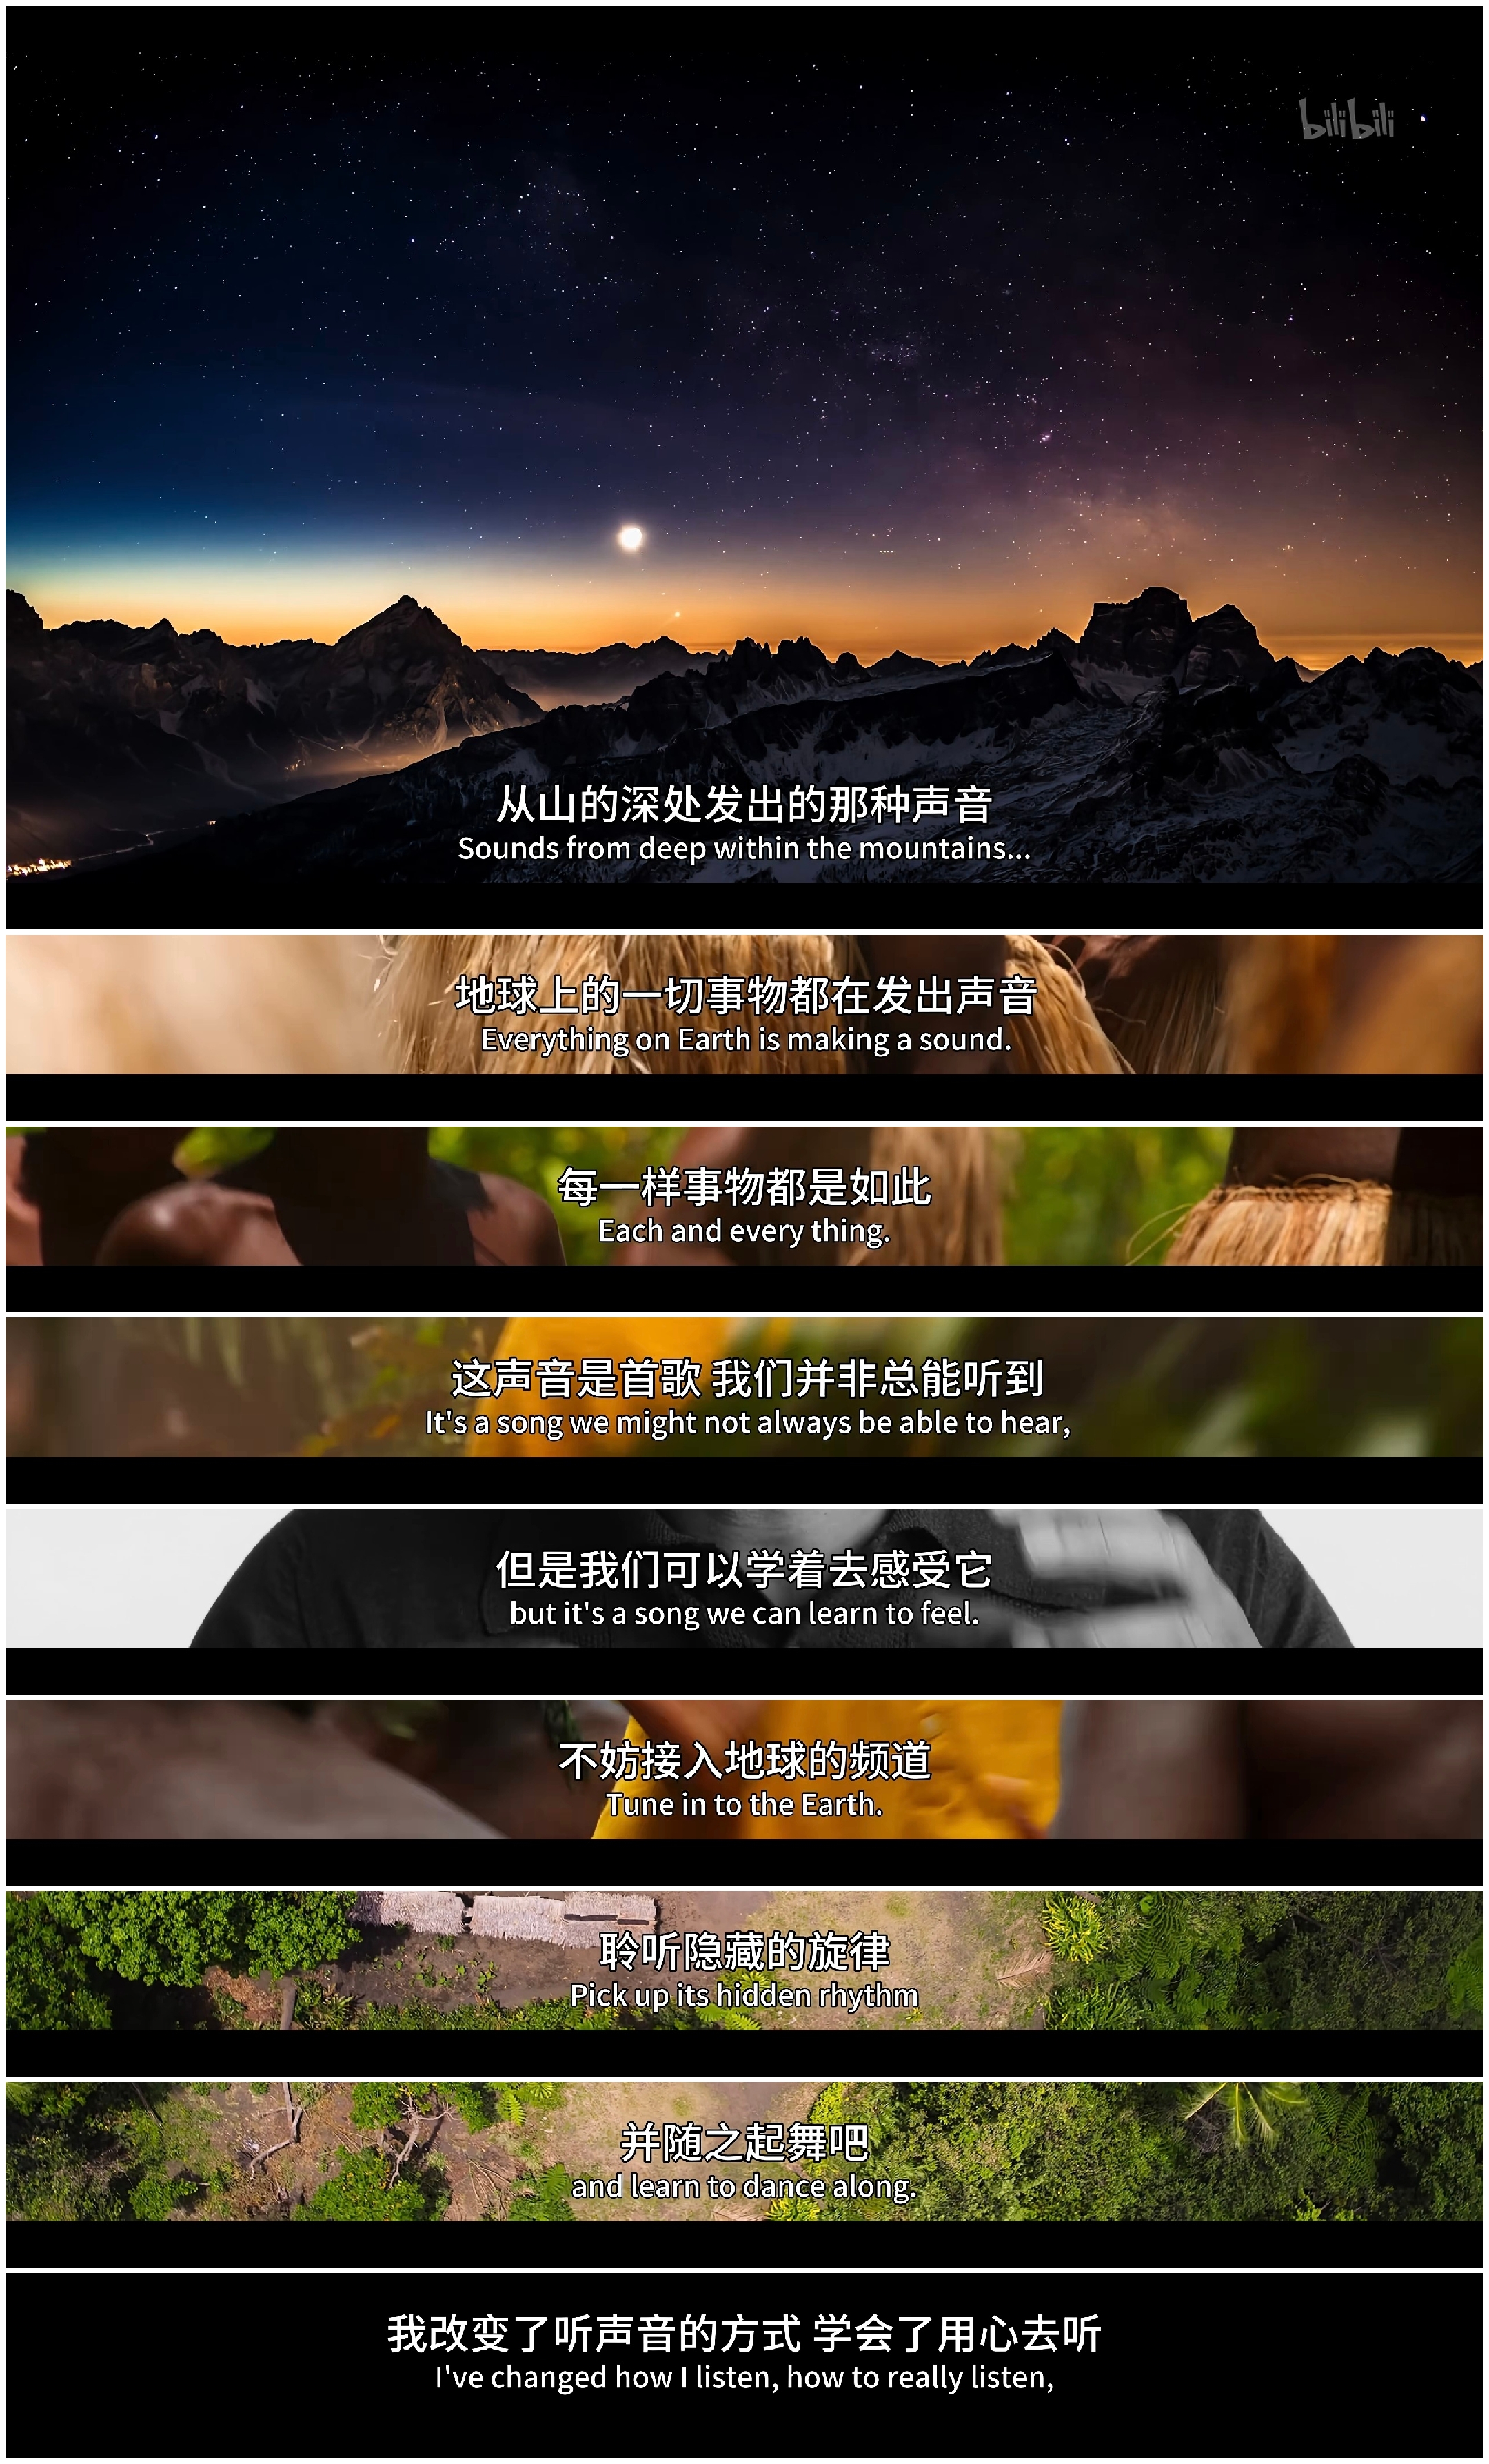 bilibili
从山的深处发出的那种声音
Sounds from deep within the mountains...
地球上的一切事物都在发出声音
Everything on Earth is making a sound.
每一样事物都是如此
Each and every thing.
这声音是首歌 我们并非总能听到
It's a song we might not always be able to hear,
但是我们可以学着去感受它
but it's a song we can learn to feel.
不妨接入地球的频道
Tune in to the Earth.
聆听隐藏的旋律
Pick up its hidden rhythm
并随之起舞吧
and learn to dance along.
我改变了听声音的方式 学会了用心去听
I've changed how I listen, how to really listen,